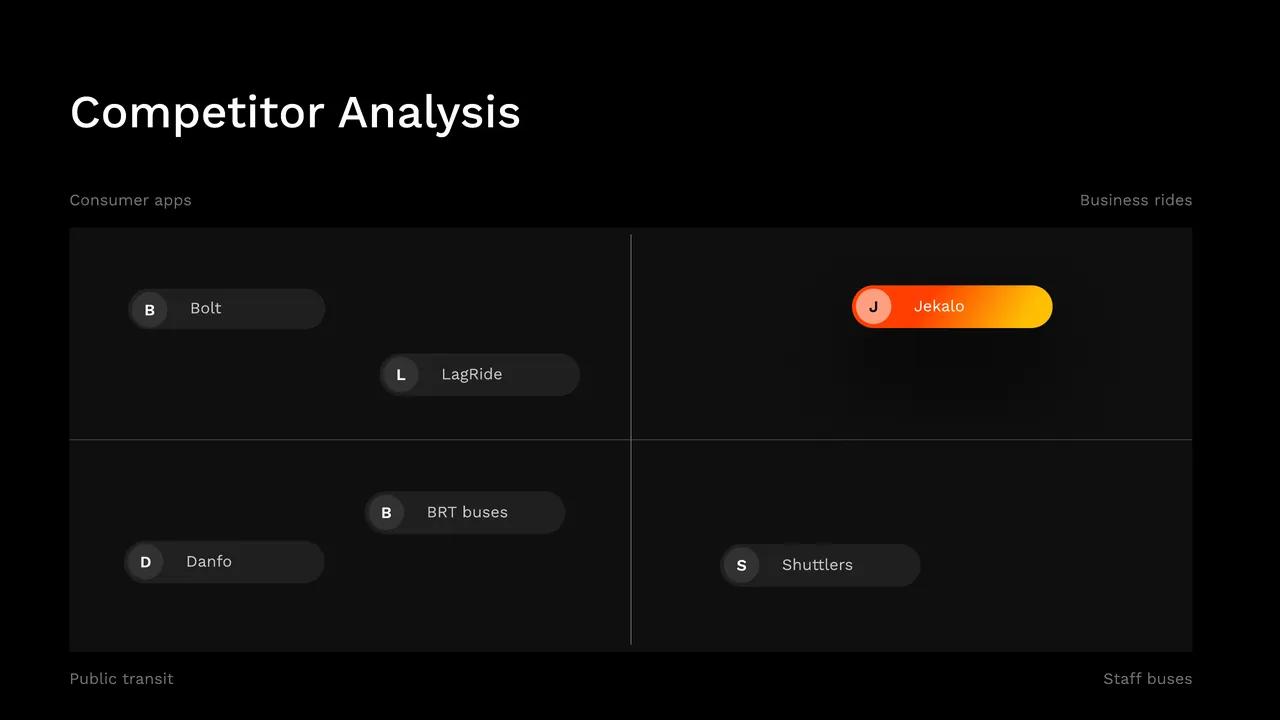 Competitor Analysis
Consumer apps
Business rides
B Bolt
J Jekalo
L LagRide
B BRT buses
D Danfo
S Shuttlers
Public transit
Staff buses